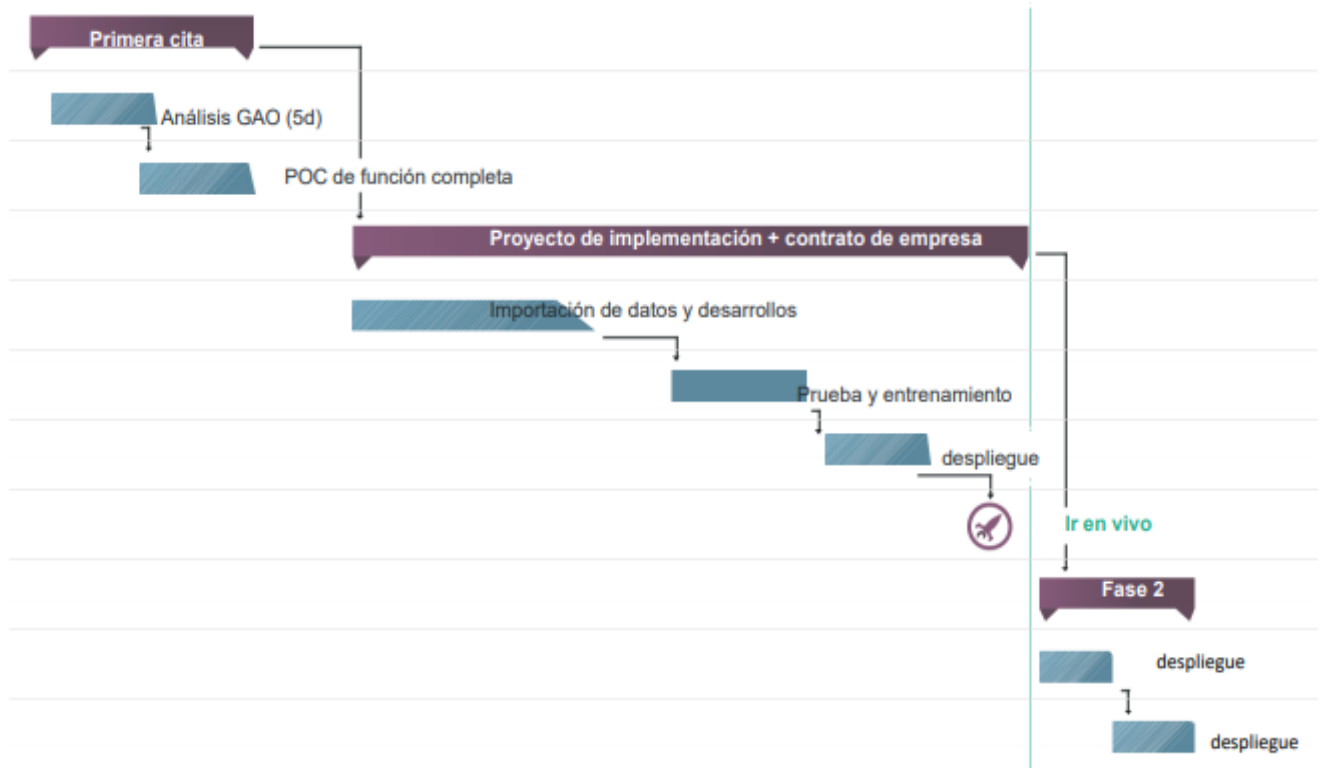 Primera cita
Análisis GAO (5d)
POC de función completa
Proyecto de implementación + contrato de empresa
Importación de datos y desarrollos
Prueba y entrenamiento
despliegue
Ir en vivo
Fase 2
despliegue
despliegue